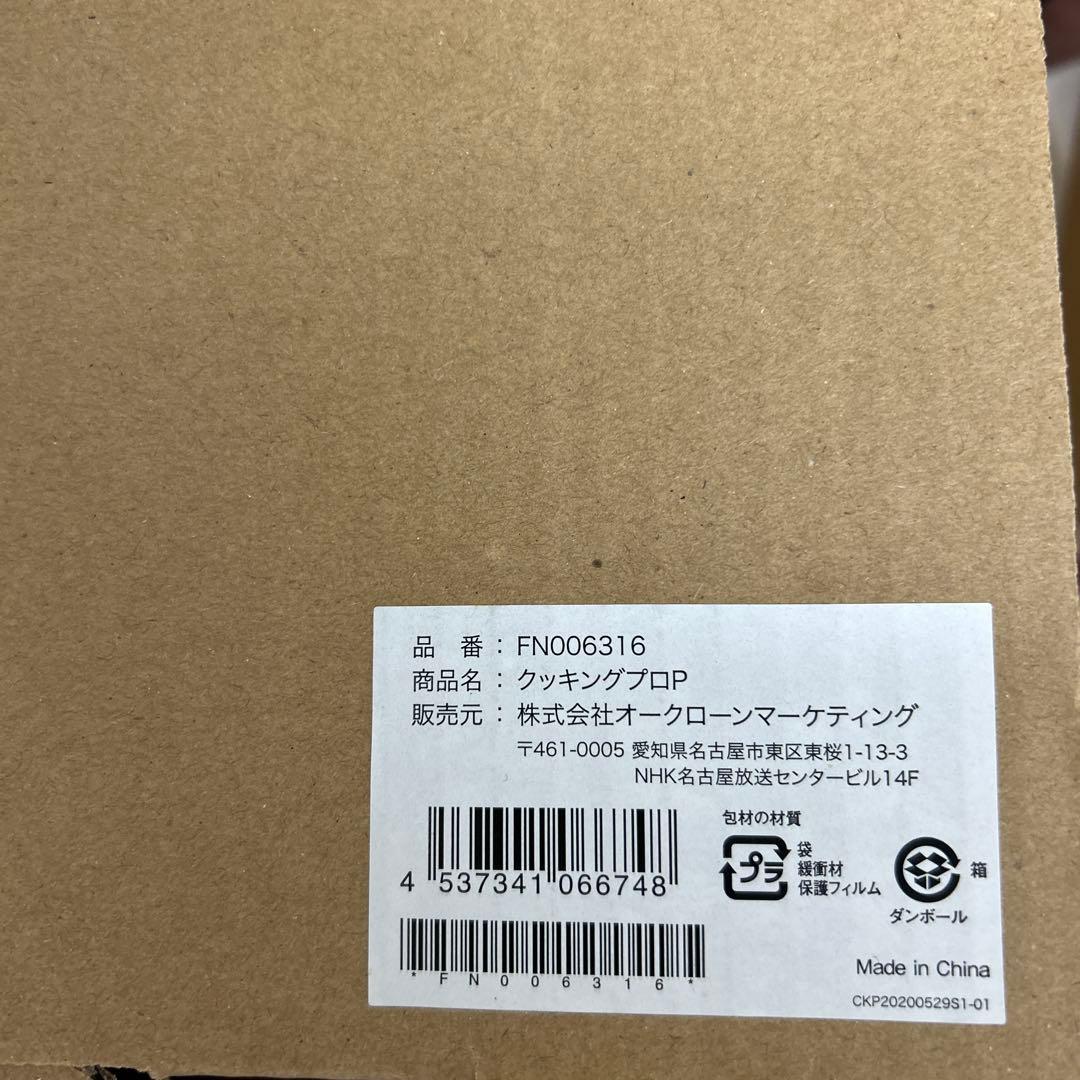 品 番 : FN006316
商品名 : クッキングプロP
販売元 : 株式会社オークローンマーケティング
〒461-0005 愛知県名古屋市東区東桜1-13-3
NHK名古屋放送センタービル14F
包材の材質
プラ
袋
緩衝材
保護フィルム
箱
ダンボール
4 537341 066748
*FN006316*
Made in China
CKP20200529S1-01